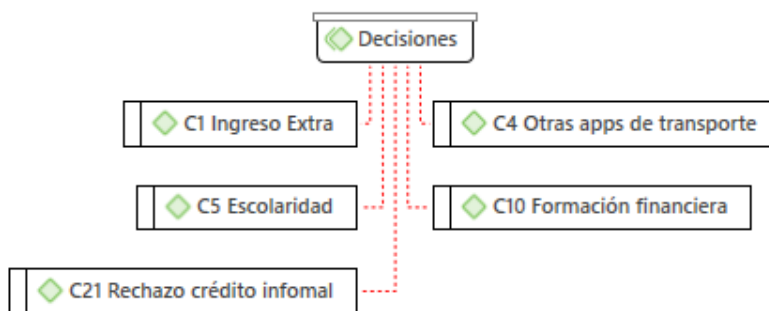 Decisiones
C1 Ingreso Extra
C4 Otras apps de transporte
C5 Escolaridad
C10 Formación financiera
C21 Rechazo crédito infomal